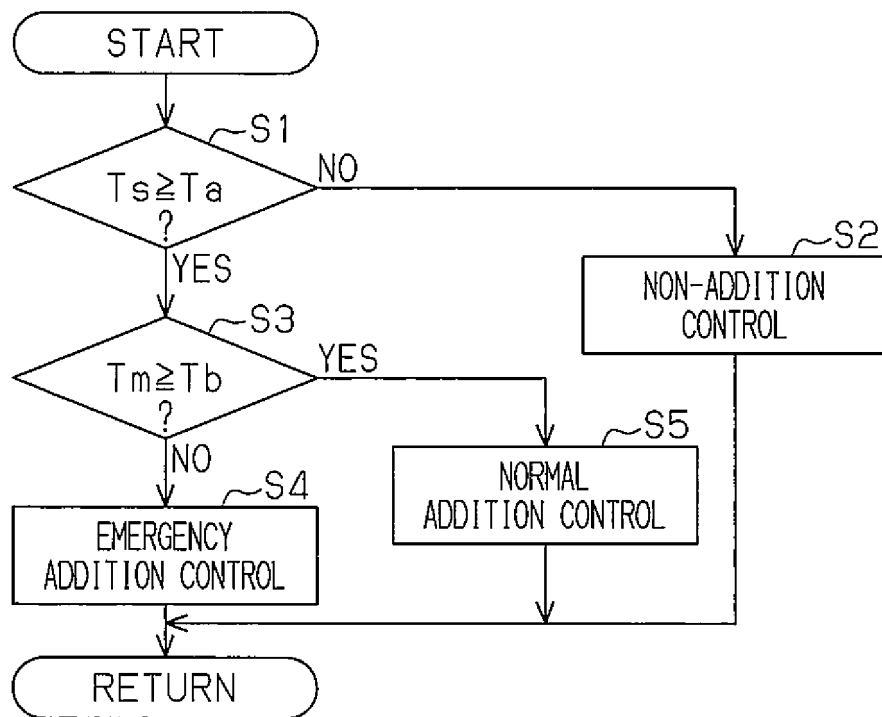 START
S1
Ts≧Ta
?
NO
YES
S2
NON-ADDITION
CONTROL
S3
Tm≧Tb
?
YES
NO
S5
NORMAL
ADDITION CONTROL
S4
EMERGENCY
ADDITION CONTROL
RETURN